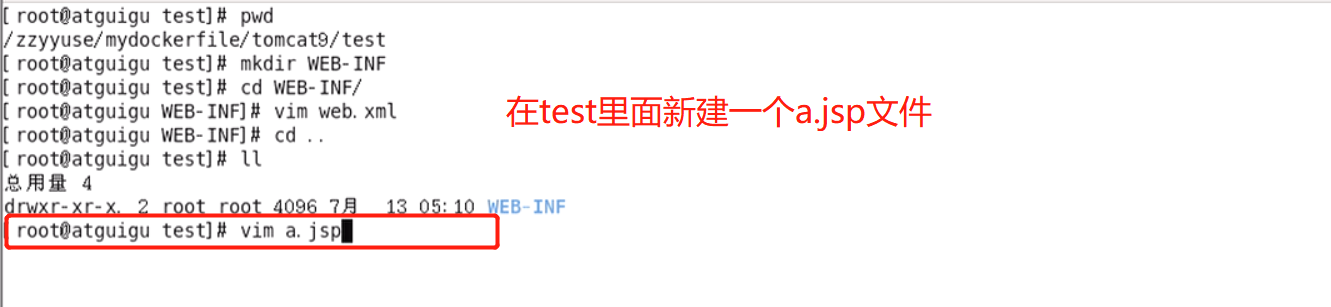 [root@atguigu test]# pwd
/zzyyuse/mydockerfile/tomcat9/test
[root@atguigu test]# mkdir WEB-INF
[root@atguigu test]# cd WEB-INF/
[root@atguigu WEB-INF]# vim web.xml
[root@atguigu WEB-INF]# cd ..
[root@atguigu test]# ll
总用量 4
drwxr-xr-x. 2 root root 4096 7月  13 05:10 WEB-INF
[root@atguigu test]# vim a.jsp
在test里面新建一个a.jsp文件